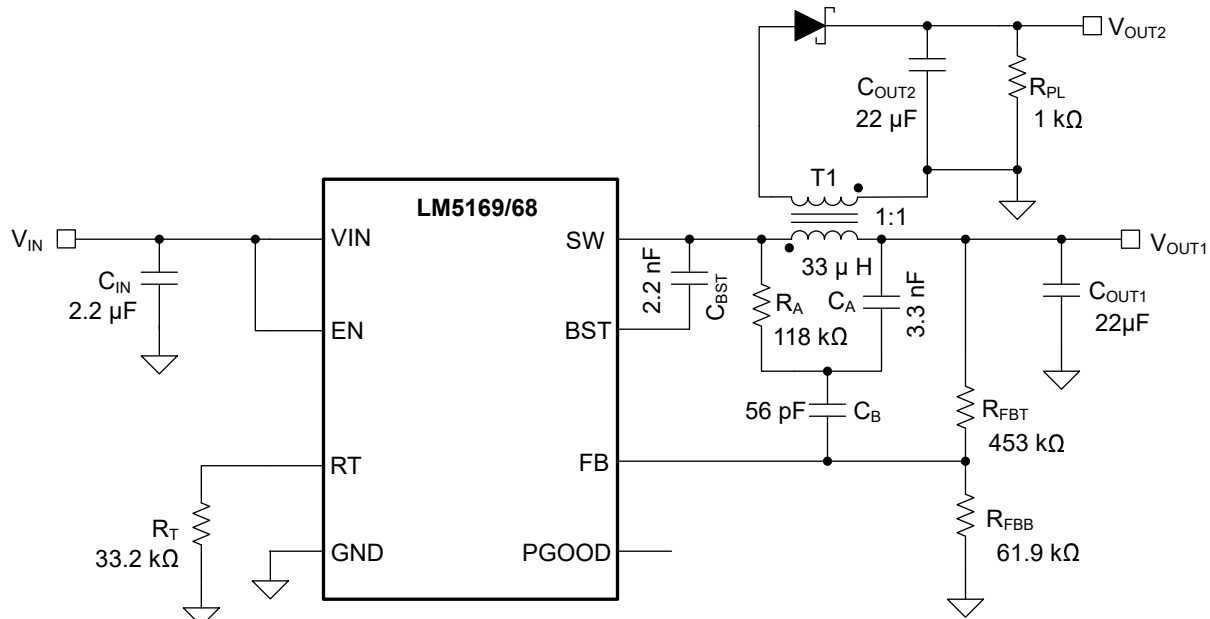 V_OUT2
C_OUT2
22 µF
R_PL
1 kΩ
T1
1:1
33 µ H
LM5169/68
V_IN
C_IN
2.2 µF
VIN
EN
RT
GND
SW
BST
FB
PGOOD
2.2 nF
C_BST
R_A
118 kΩ
C_A
3.3 nF
56 pF
C_B
V_OUT1
C_OUT1
22µF
R_FBT
453 kΩ
R_FBB
61.9 kΩ
R_T
33.2 kΩ